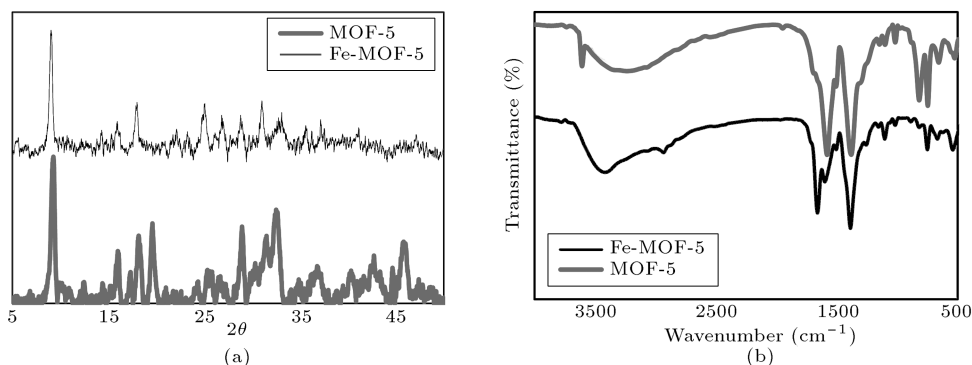 MOF-5
Fe-MOF-5
5
15
25
35
45
2θ
(a)
Transmittance (%)
Fe-MOF-5
MOF-5
3500
2500
1500
500
Wavenumber (cm⁻¹)
(b)